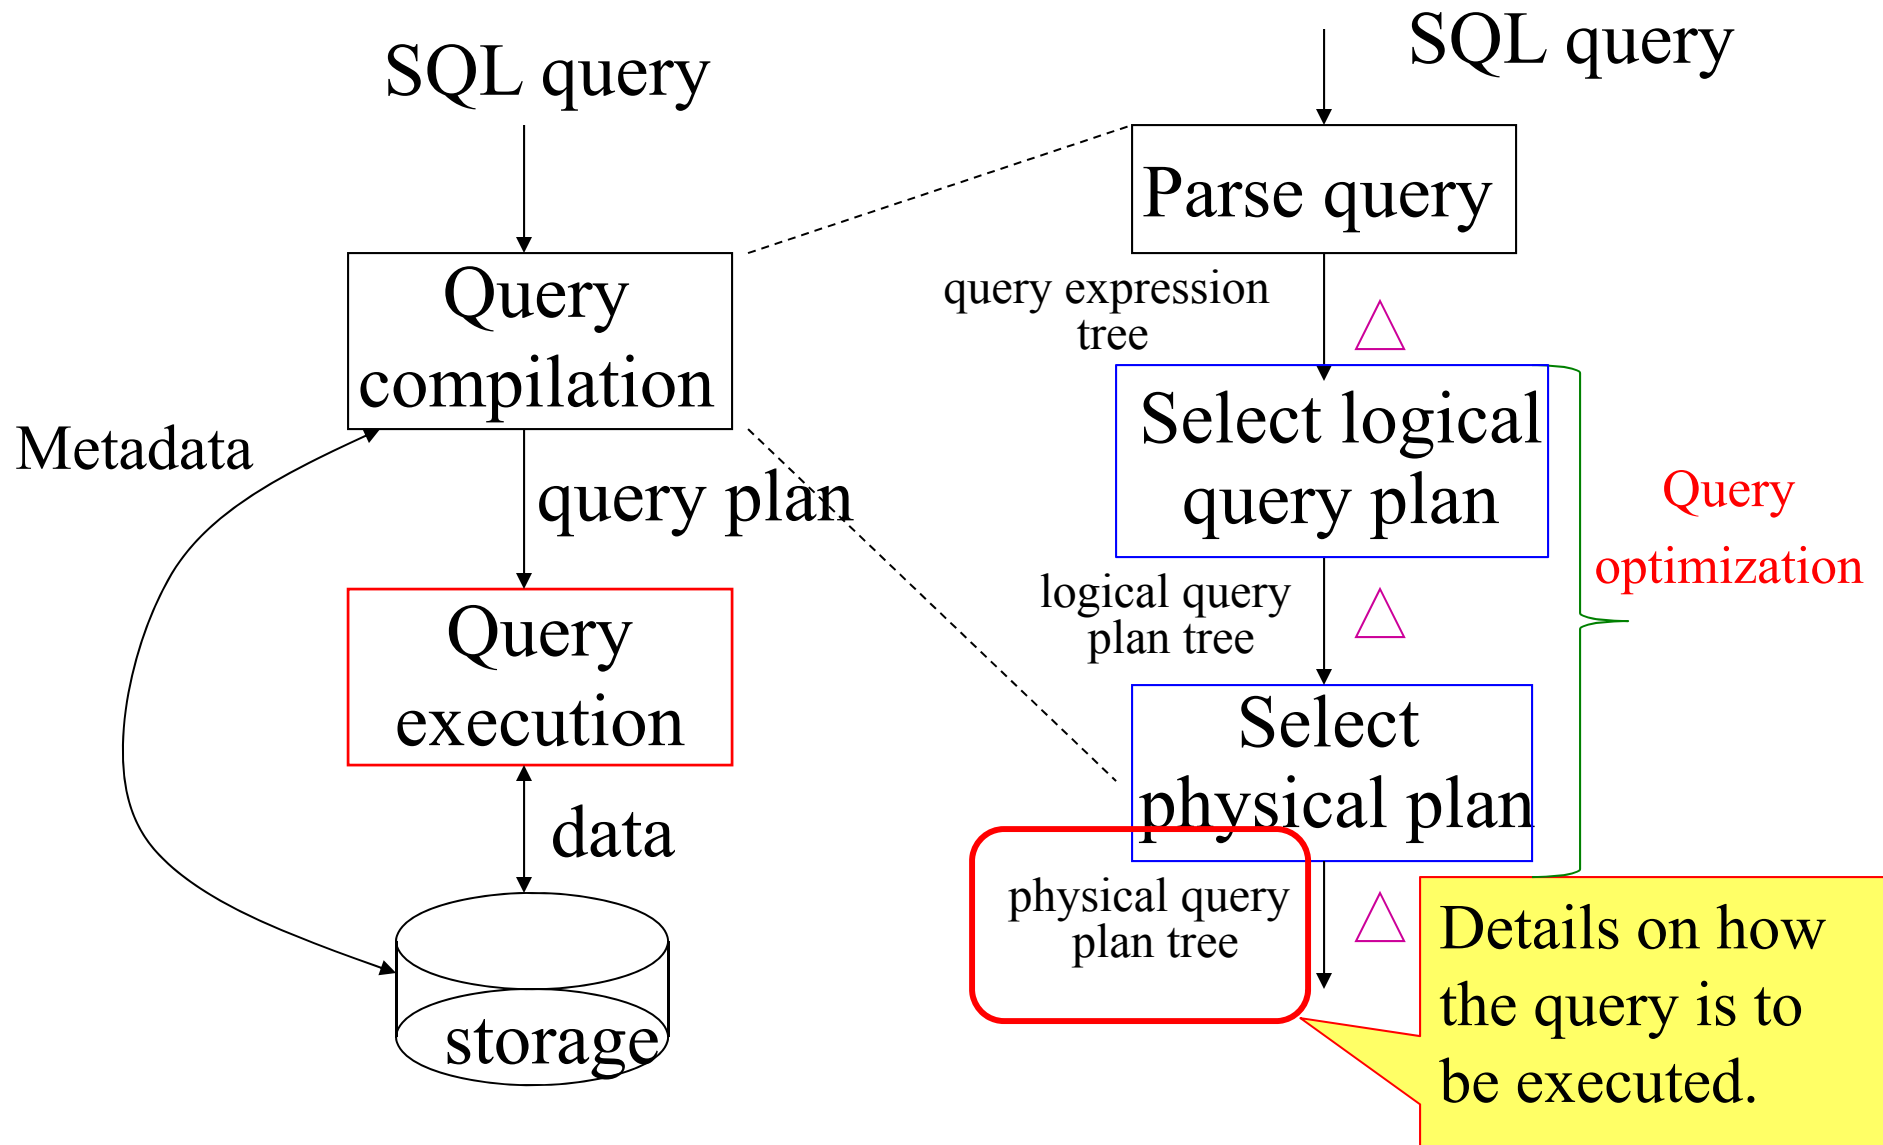 SQL query
Query
compilation
Metadata
query plan
Query
execution
data
storage
SQL query
Parse query
query expression
tree
Select logical
query plan
Query
optimization
logical query
plan tree
Select
physical plan
physical query
plan tree
Details on how
the query is to
be executed.